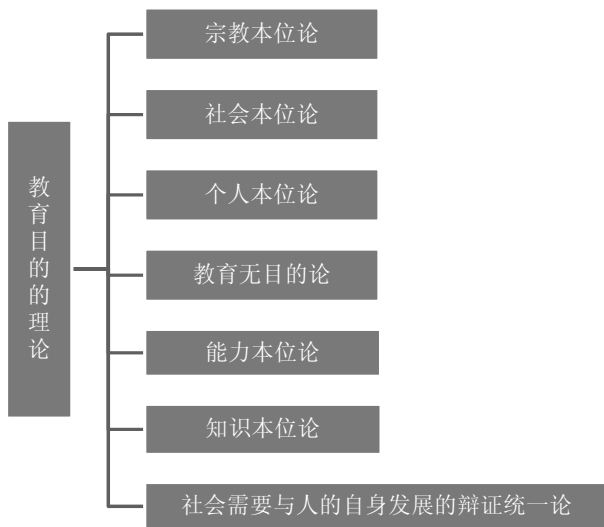 教育目的的理论
宗教本位论
社会本位论
个人本位论
教育无目的论
能力本位论
知识本位论
社会需要与人的自身发展的辩证统一论